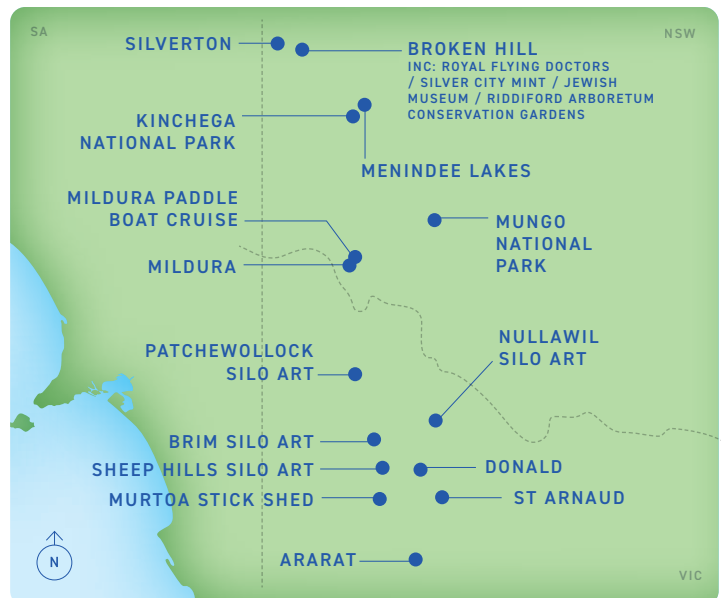 SA
NSW
SILVERTON
BROKEN HILL
INC: ROYAL FLYING DOCTORS
/ SILVER CITY MINT / JEWISH
MUSEUM / RIDDIFORD ARBORETUM
CONSERVATION GARDENS
KINCHEGA
NATIONAL PARK
MENINDEE LAKES
MILDURA PADDLE
BOAT CRUISE
MUNGO
NATIONAL
PARK
MILDURA
NULLAWIL
SILO ART
PATCHEWOLLOCK
SILO ART
BRIM SILO ART
SHEEP HILLS SILO ART
DONALD
MURTOA STICK SHED
ST ARNAUD
ARARAT
N
VIC